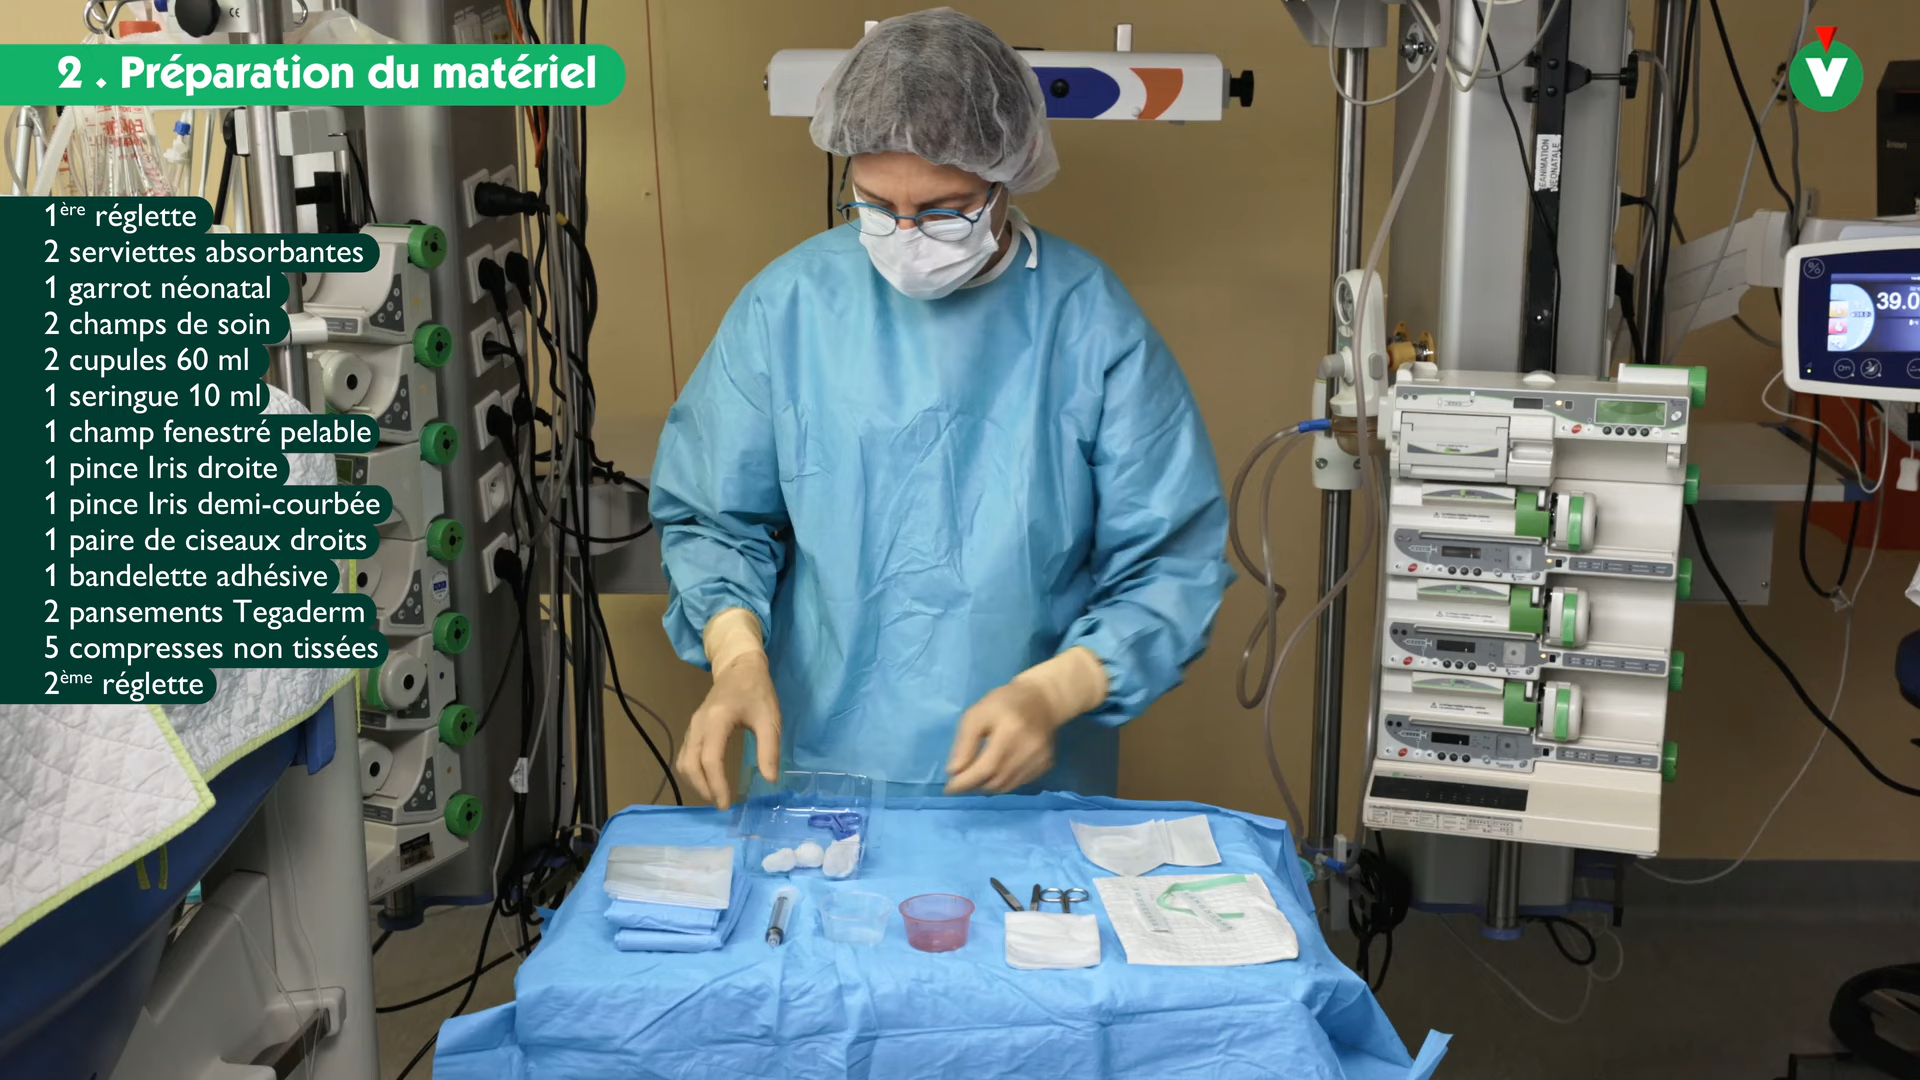 2 . Préparation du matériel
V
1ère réglette
2 serviettes absorbantes
1 garrot néonatal
2 champs de soin
2 cupules 60 ml
1 seringue 10 ml
1 champ fenestré pelable
1 pince Iris droite
1 pince Iris demi-courbée
1 paire de ciseaux droits
1 bandelette adhésive
2 pansements Tegaderm
5 compresses non tissées
2ème réglette
CE
39.0